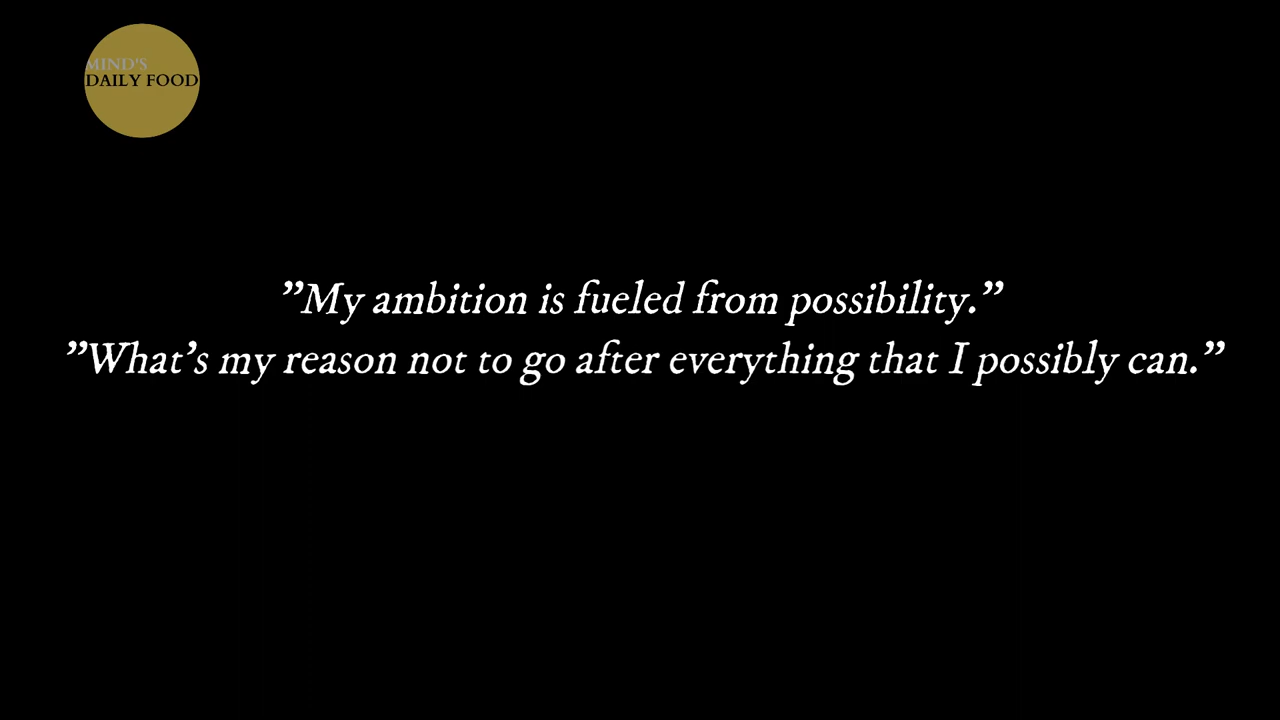 MIND'S
DAILY FOOD
"My ambition is fueled from possibility."
"What's my reason not to go after everything that I possibly can."